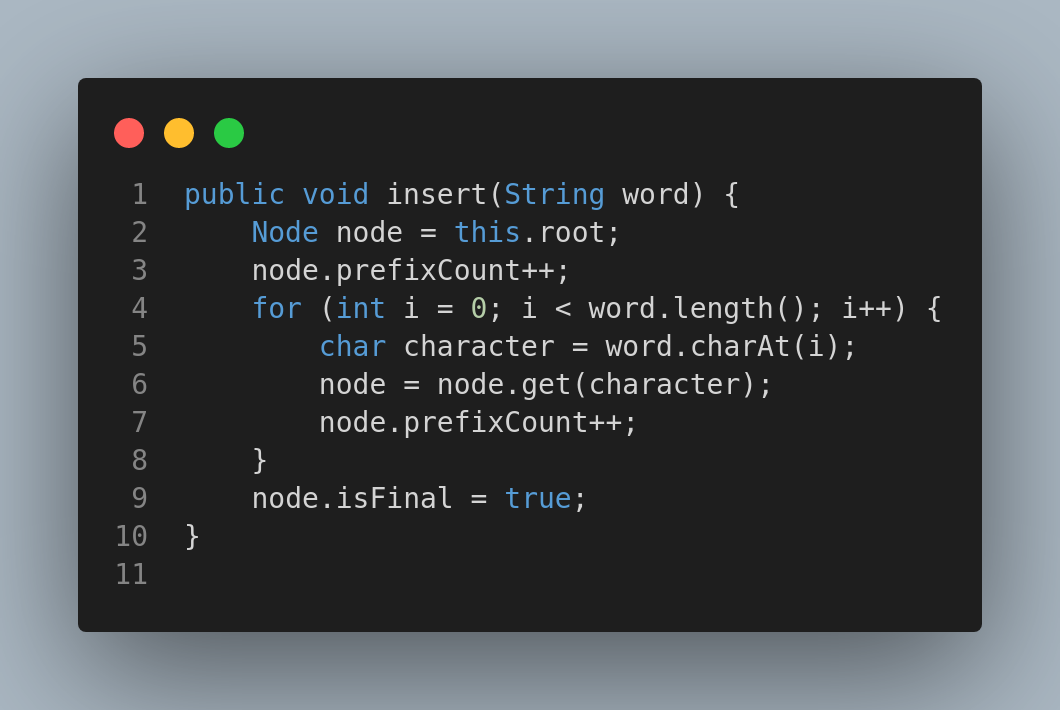 1 public void insert(String word) {
2     Node node = this.root;
3     node.prefixCount++;
4     for (int i = 0; i < word.length(); i++) {
5         char character = word.charAt(i);
6         node = node.get(character);
7         node.prefixCount++;
8     }
9     node.isFinal = true;
10 }
11